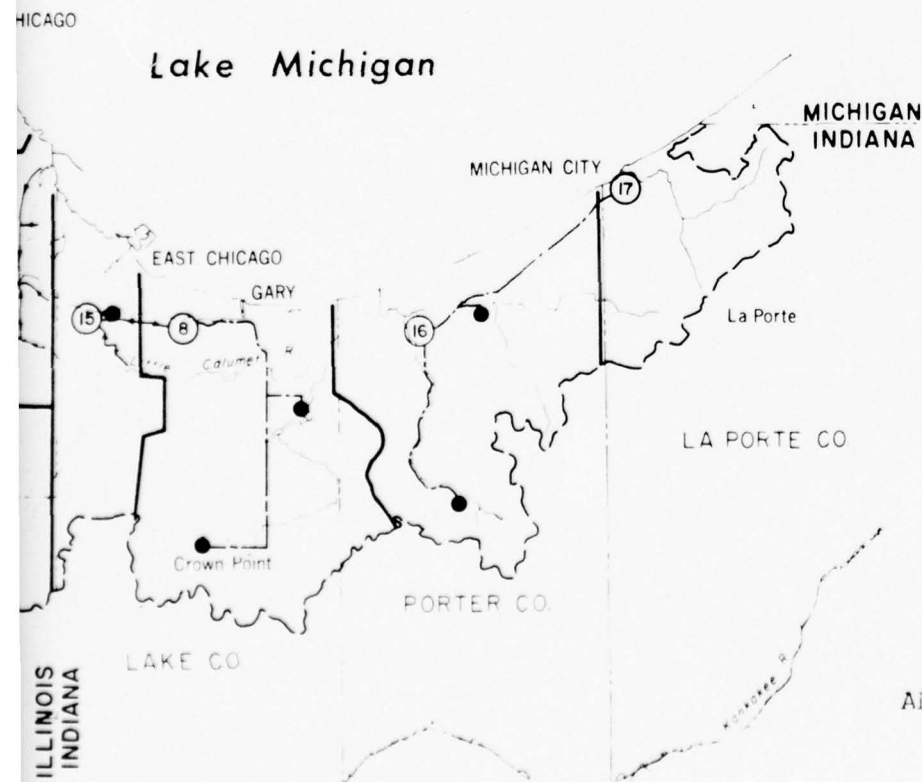 HICAGO
Lake Michigan
MICHIGAN
INDIANA
MICHIGAN CITY
17
EAST CHICAGO
GARY
15
8
16
La Porte
Little Calumet R
LA PORTE CO
Crown Point
PORTER CO.
LAKE CO
Kankakee R
ILLINOIS
INDIANA